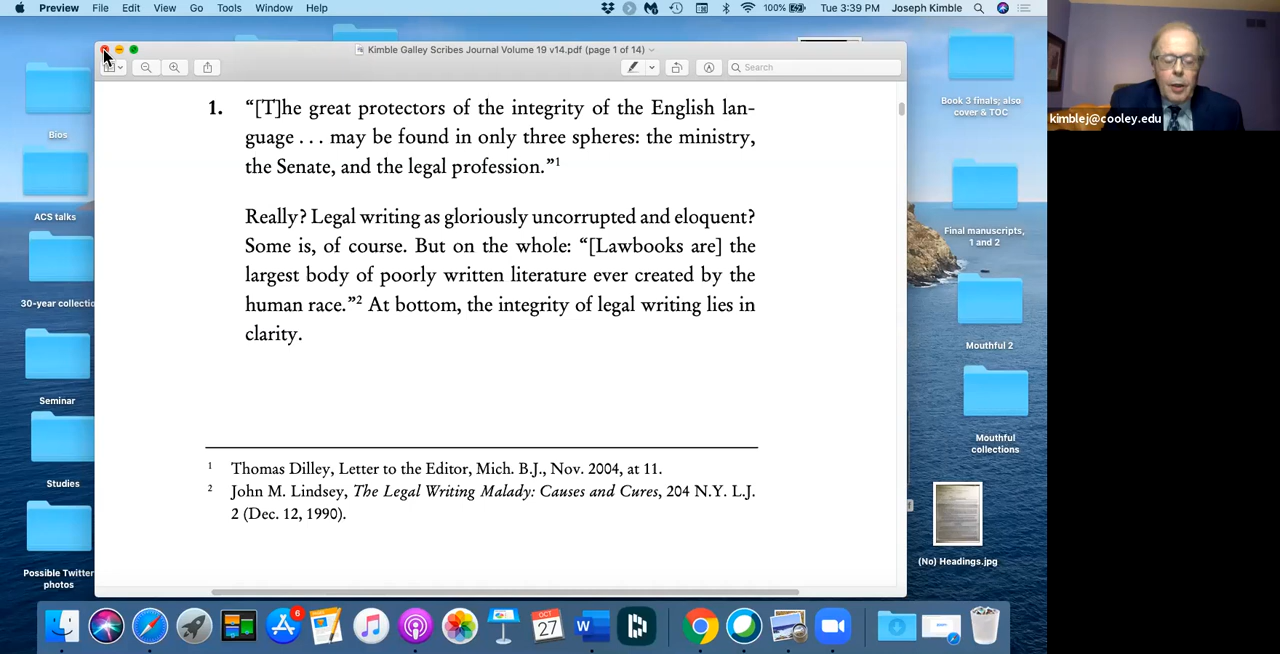 Preview File Edit View Go Tools Window Help
100% Tue 3:39 PM Joseph Kimble
Kimble Galley Scribes Journal Volume 19 v14.pdf (page 1 of 14)
Search
1. “[T]he great protectors of the integrity of the English lan-
guage . . . may be found in only three spheres: the ministry,
the Senate, and the legal profession.”1
Really? Legal writing as gloriously uncorrupted and eloquent?
Some is, of course. But on the whole: “[Lawbooks are] the
largest body of poorly written literature ever created by the
human race.”2 At bottom, the integrity of legal writing lies in
clarity.
1 Thomas Dilley, Letter to the Editor, Mich. B.J., Nov. 2004, at 11.
2 John M. Lindsey, The Legal Writing Malady: Causes and Cures, 204 N.Y. L.J.
2 (Dec. 12, 1990).
Bios
ACS talks
30-year collectio
Seminar
Studies
Possible Twitter
photos
Book 3 finals; also
cover & TOC
Final manuscripts,
1 and 2
Mouthful 2
Mouthful
collections
(No) Headings.jpg
kimblej@cooley.edu
6
OCT
27
W